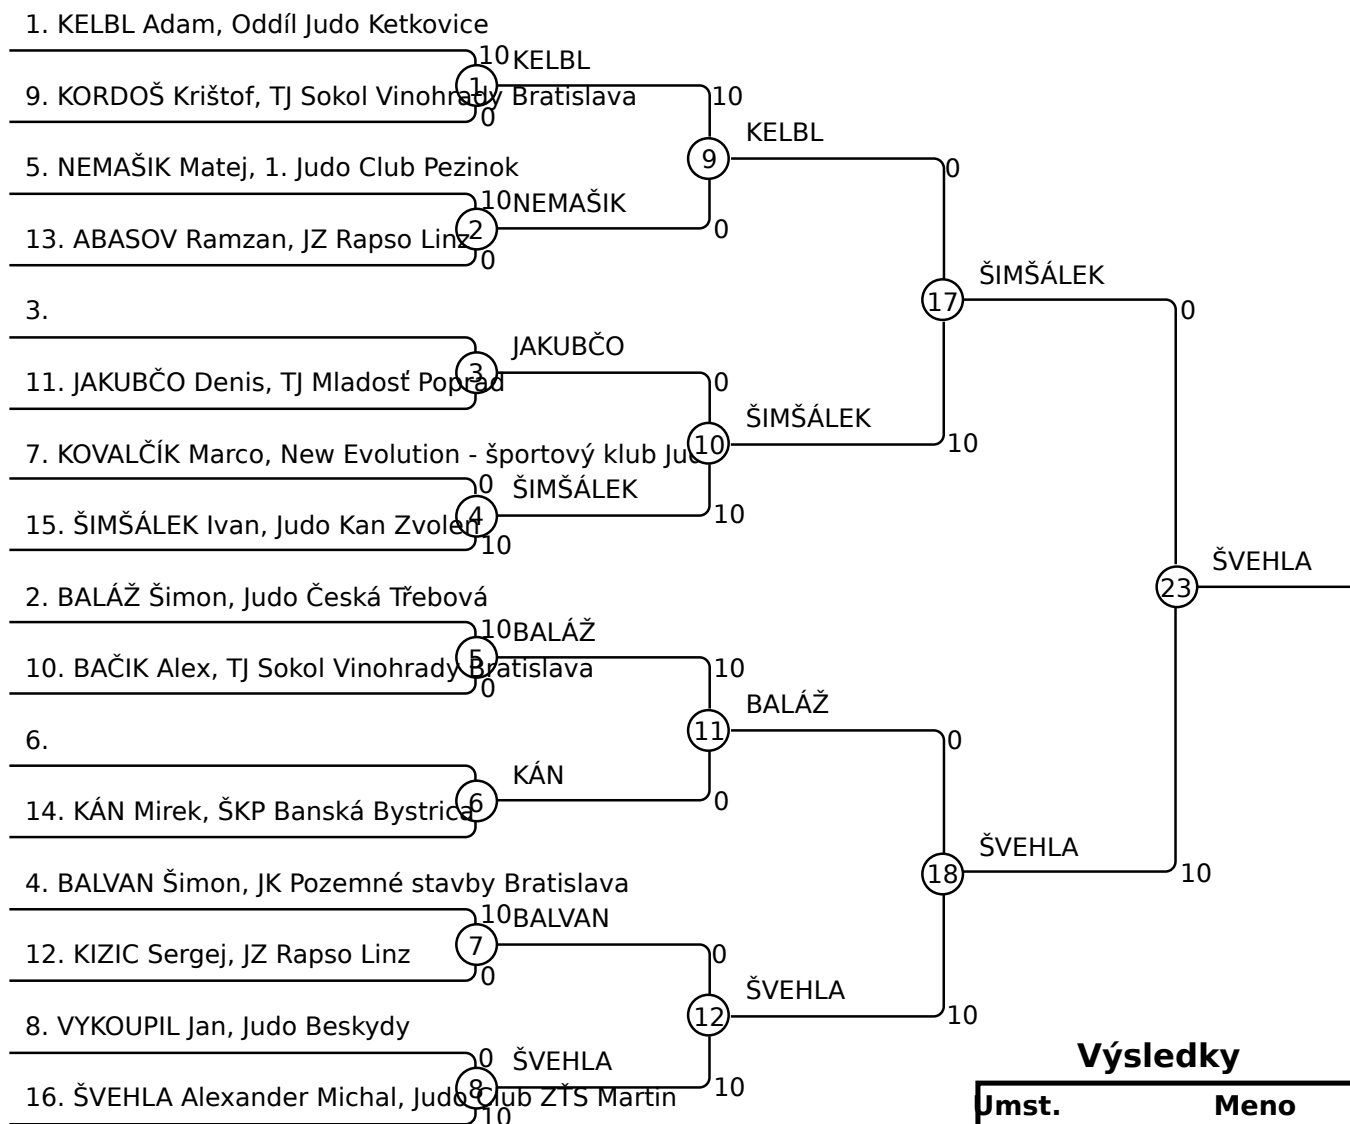 1. KELBL Adam, Oddíl Judo Ketkovice
10
KELBL
1
9. KORDOŠ Krištof, TJ Sokol Vinohrady Bratislava
10
0
KELBL
9
5. NEMAŠIK Matej, 1. Judo Club Pezinok
0
10
NEMAŠIK
2
0
13. ABASOV Ramzan, JZ Rapso Linz
0
ŠIMŠÁLEK
17
3.
0
JAKUBČO
3
11. JAKUBČO Denis, TJ Mladosť Poprad
0
ŠIMŠÁLEK
10
10
7. KOVALČÍK Marco, New Evolution - športový klub Jud
0
ŠIMŠÁLEK
4
10
15. ŠIMŠÁLEK Ivan, Judo Kan Zvolen
10
ŠVEHLA
23
2. BALÁŽ Šimon, Judo Česká Třebová
10
BALÁŽ
5
10. BAČIK Alex, TJ Sokol Vinohrady Bratislava
10
0
BALÁŽ
11
6.
0
KÁN
6
0
14. KÁN Mirek, ŠKP Banská Bystrica
ŠVEHLA
18
10
4. BALVAN Šimon, JK Pozemné stavby Bratislava
10
BALVAN
7
12. KIZIC Sergej, JZ Rapso Linz
0
0
ŠVEHLA
12
10
8. VYKOUPIL Jan, Judo Beskydy
0
ŠVEHLA
8
10
16. ŠVEHLA Alexander Michal, Judo Club ZŤS Martin
10
Výsledky
Umst. Meno